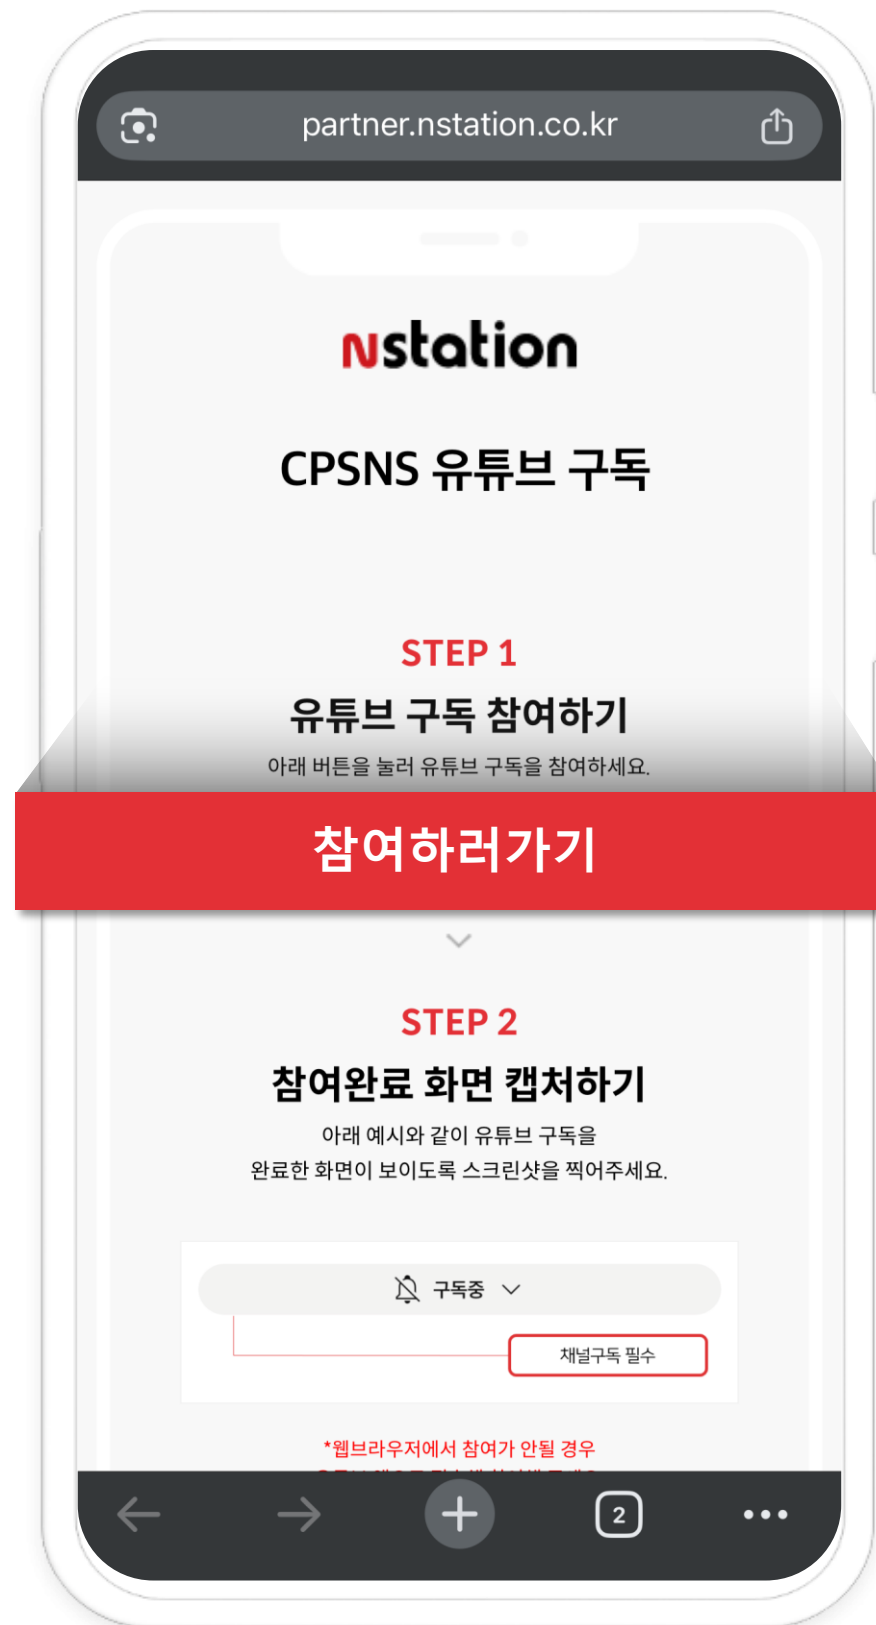 partner.nstation.co.kr
Nstation
CPSNS 유튜브 구독
STEP 1
유튜브 구독 참여하기
아래 버튼을 눌러 유튜브 구독을 참여하세요.
참여하러가기
STEP 2
참여완료 화면 캡처하기
아래 예시와 같이 유튜브 구독을
완료한 화면이 보이도록 스크린샷을 찍어주세요.
구독중
채널구독 필수
*웹브라우저에서 참여가 안될 경우
2